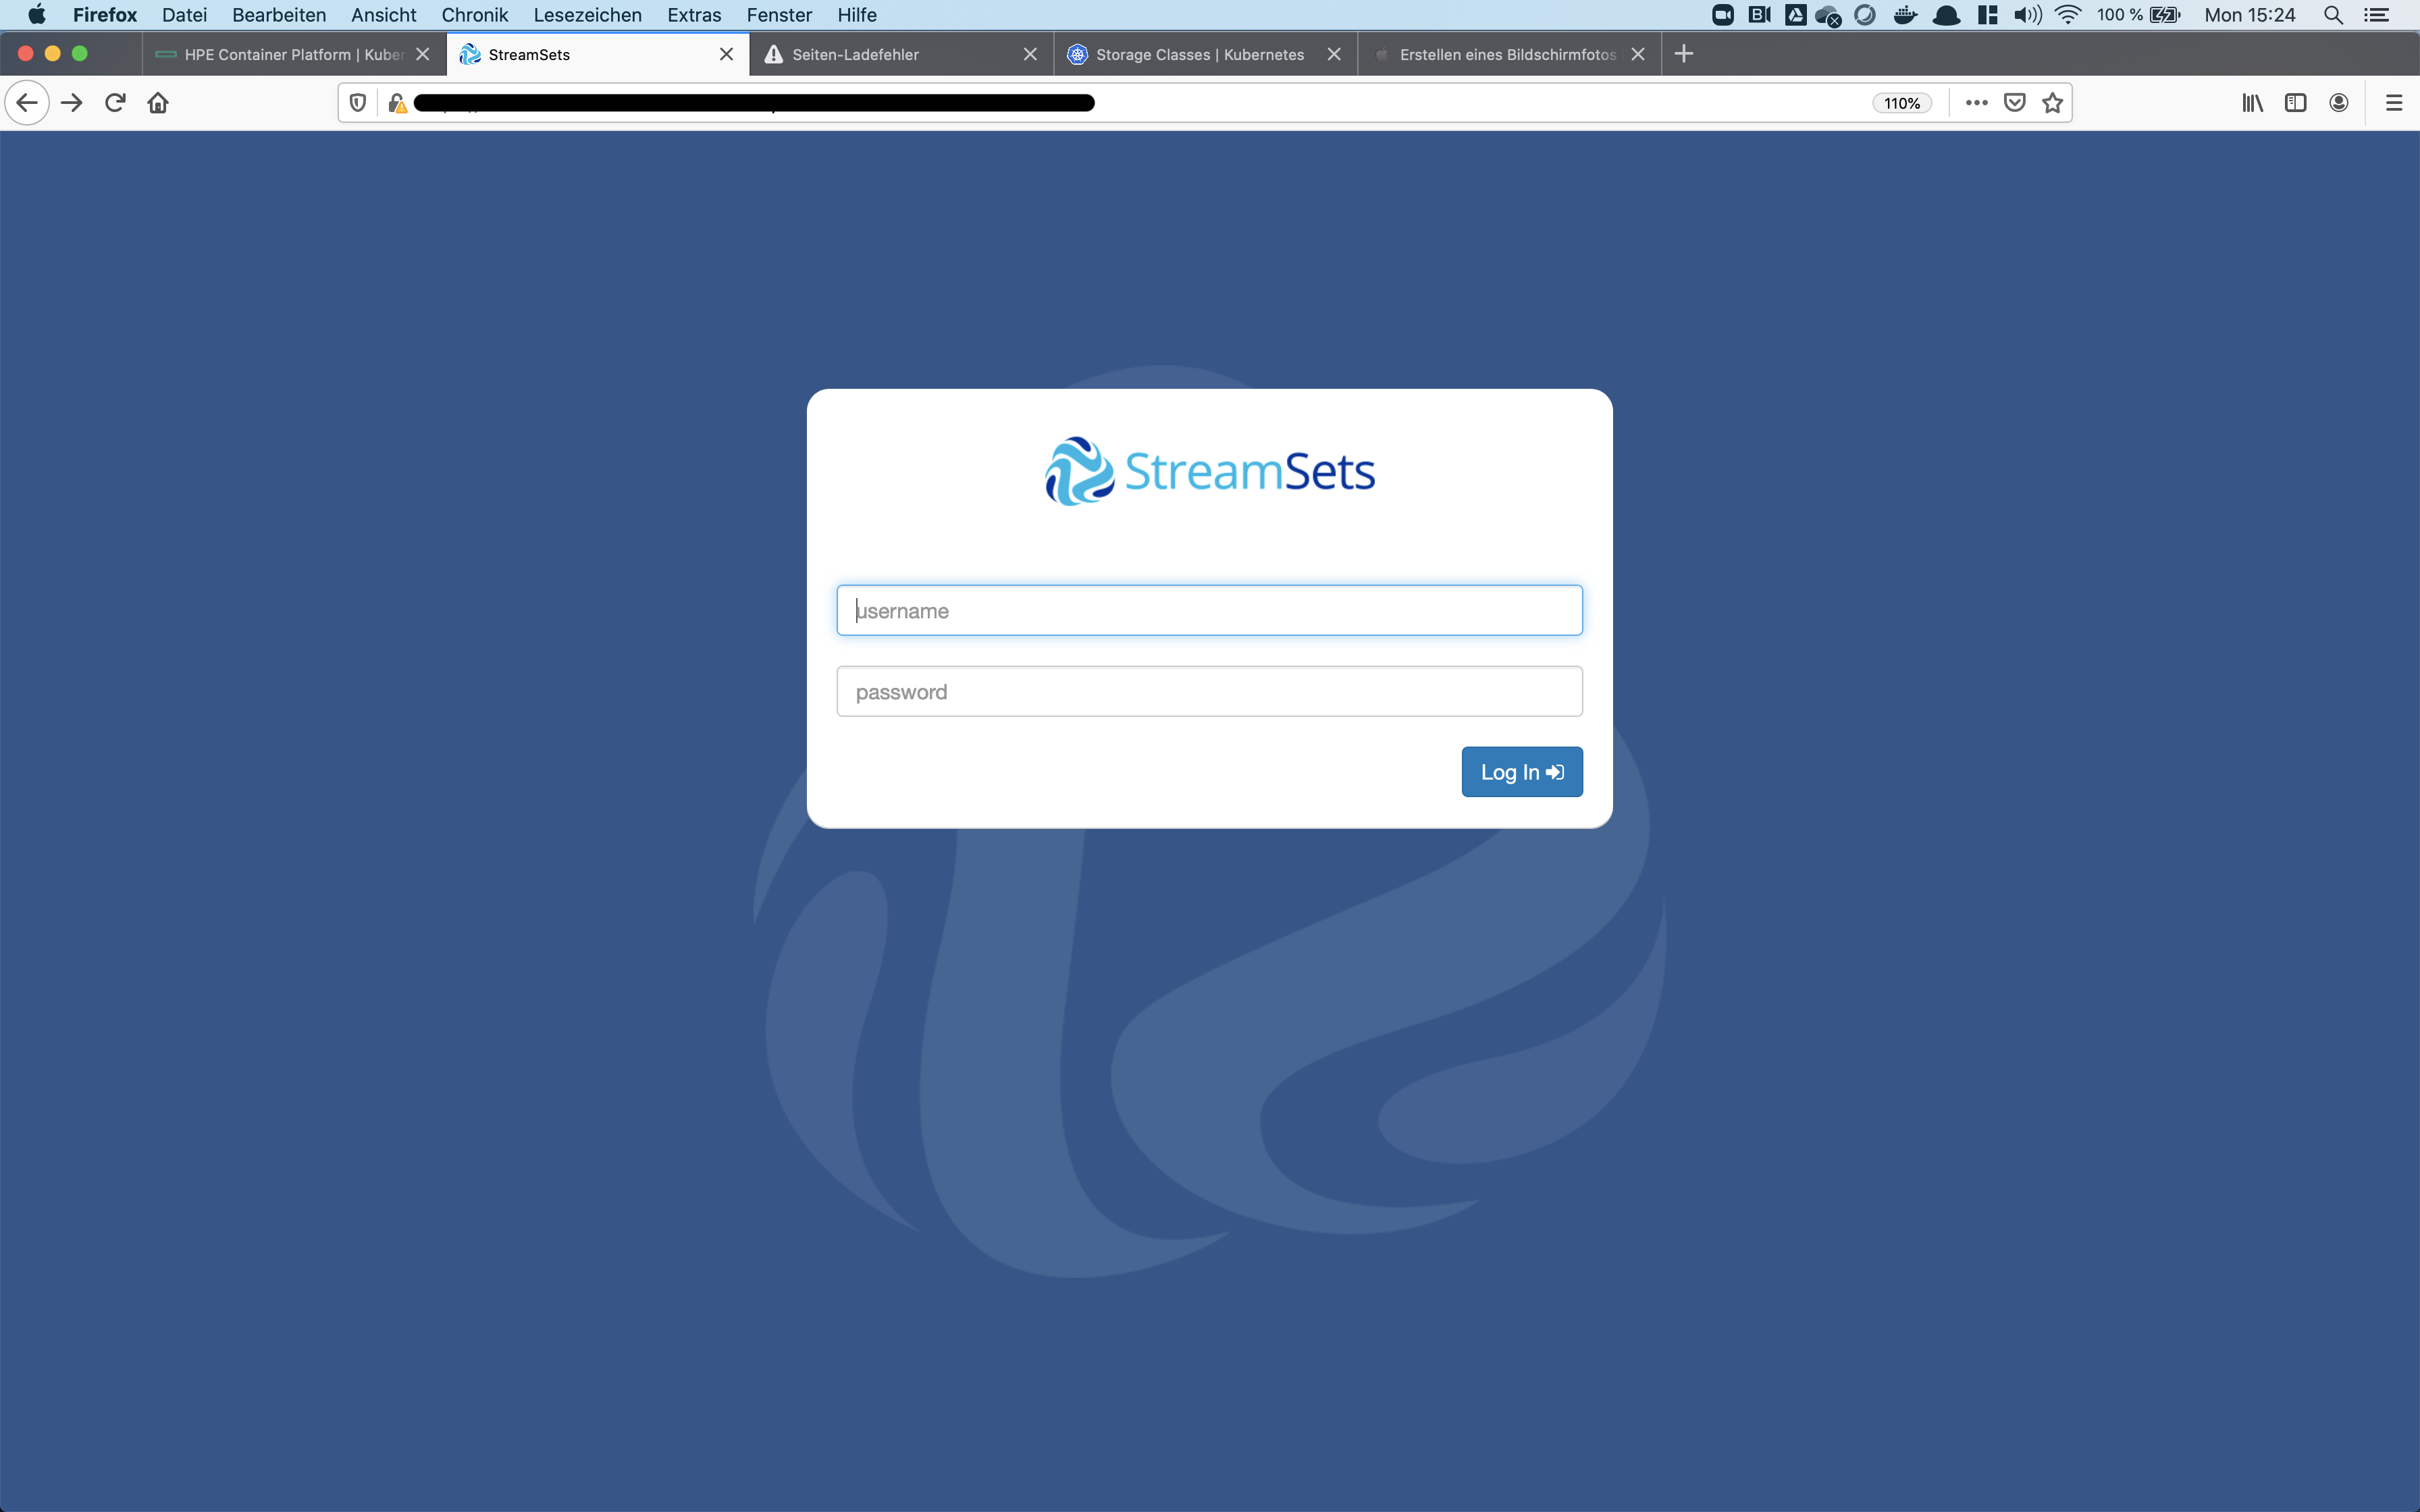 Firefox Datei Bearbeiten Ansicht Chronik Lesezeichen Extras Fenster Hilfe 100 % Mon 15:24
HPE Container Platform | Kuber StreamSets Seiten-Ladefehler Storage Classes | Kubernetes Erstellen eines Bildschirmfotos
110%
StreamSets
username
password
Log In